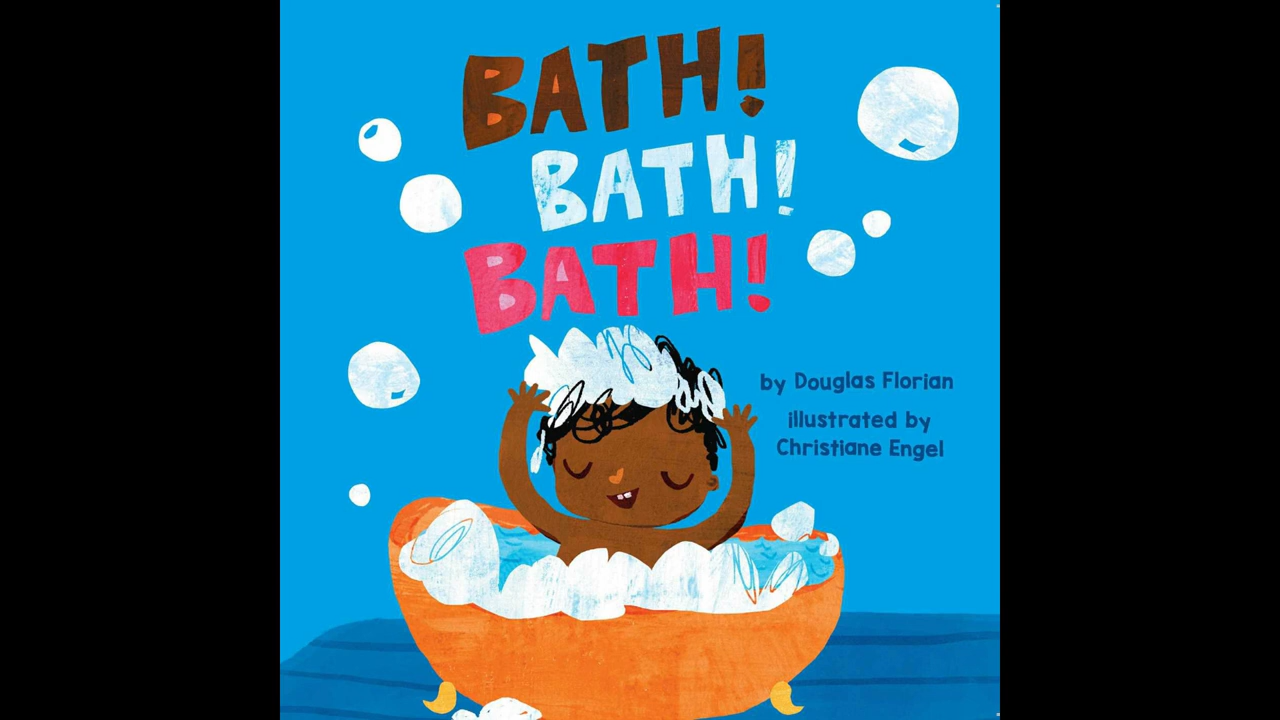 BATH!
BATH!
BATH!
by Douglas Florian
illustrated by
Christiane Engel